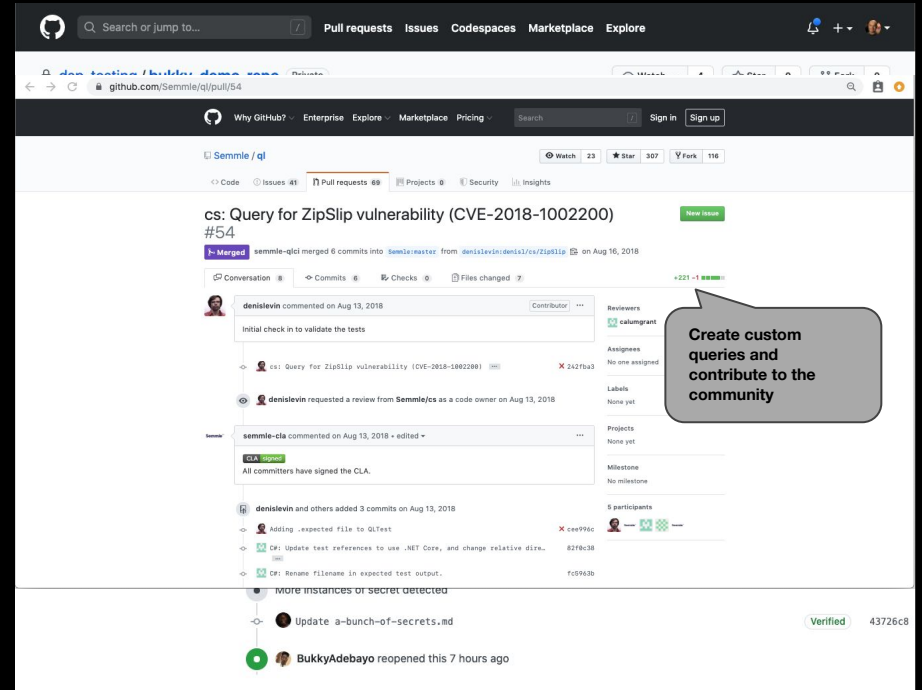 Search or jump to... / Pull requests Issues Codespaces Marketplace Explore
dsp-testing / bukky_demo_repo Private Watch 4 Star 0 Fork 0
github.com/Semmle/ql/pull/54
Why GitHub? Enterprise Explore Marketplace Pricing Search / Sign in Sign up
Semmle / ql Watch 23 Star 307 Fork 116
Code Issues 41 Pull requests 69 Projects 0 Security Insights
cs: Query for ZipSlip vulnerability (CVE-2018-1002200) New issue
#54
Merged semmle-qlci merged 6 commits into Semmle:master from denislevin:denisl/cs/ZipSlip on Aug 16, 2018
Conversation 8 Commits 6 Checks 0 Files changed 7 +221 −1
denislevin commented on Aug 13, 2018 Contributor ...
Initial check in to validate the tests
cs: Query for ZipSlip vulnerability (CVE-2018-1002200) ... 242fba3
denislevin requested a review from Semmle/cs as a code owner on Aug 13, 2018
semmle-cla commented on Aug 13, 2018 • edited ...
CLA signed
All committers have signed the CLA.
denislevin and others added 3 commits on Aug 13, 2018
Adding .expected file to QLTest cee996c
C#: Update test references to use .NET Core, and change relative dire… 82f0c38
...
C#: Rename filename in expected test output. fc5963b
Reviewers
calumgrant
Assignees
No one assigned
Labels
None yet
Projects
None yet
Milestone
No milestone
5 participants
Create custom
queries and
contribute to the
community
More instances of secret detected
Update a-bunch-of-secrets.md Verified 43726c8
BukkyAdebayo reopened this 7 hours ago